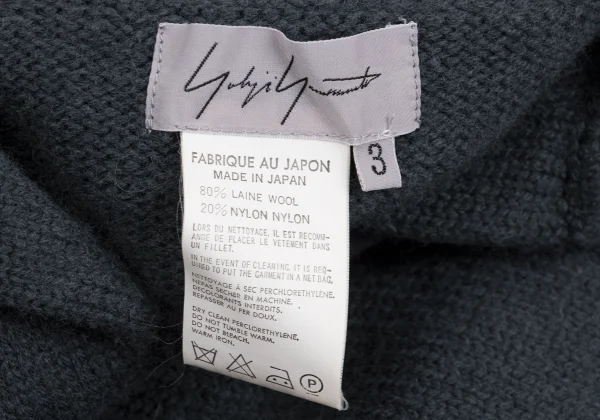 Yohji Yamamoto
3
FABRIQUE AU JAPON
MADE IN JAPAN
80% LAINE WOOL
20% NYLON NYLON
LORS DU NETTOYAGE, IL EST RECOMM-
ANDE DE PLACER LE VETEMENT DANS
UN FILLET.
IN THE EVENT OF CLEANING, IT IS REQ-
UIRED TO PUT THE GARMENT IN A NET BAG.
NETTOYAGE À SEC PERCHLORETHYLENE.
NEPAS SECHER EN MACHINE.
DECOLORANTS INTERDITS.
REPASSER AU FER DOUX.
DRY CLEAN PERCLORETHYLENE.
DO NOT TUMBLE WARM.
DO NOT BLEACH.
WARM IRON.
P